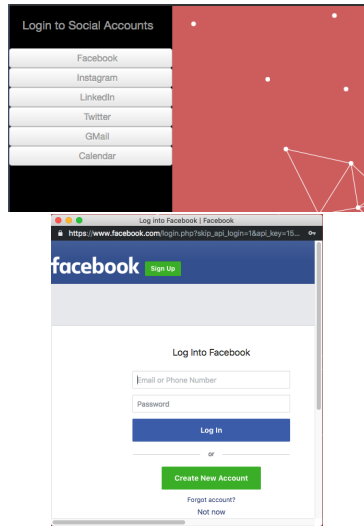 Login to Social Accounts
Facebook
Instagram
LinkedIn
Twitter
GMail
Calendar
Log into Facebook | Facebook
https://www.facebook.com/login.php?skip_api_login=1&api_key=15...
facebook Sign Up
Log Into Facebook
Email or Phone Number
Password
Log In
or
Create New Account
Forgot account?
Not now